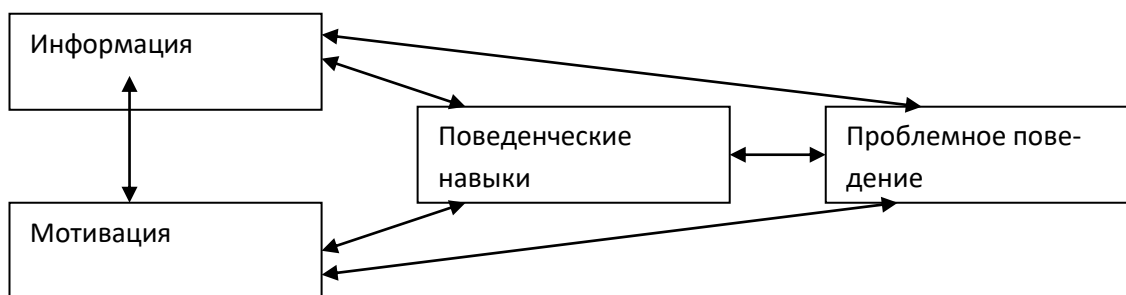 Информация
Поведенческие
навыки
Проблемное пове-
дение
Мотивация